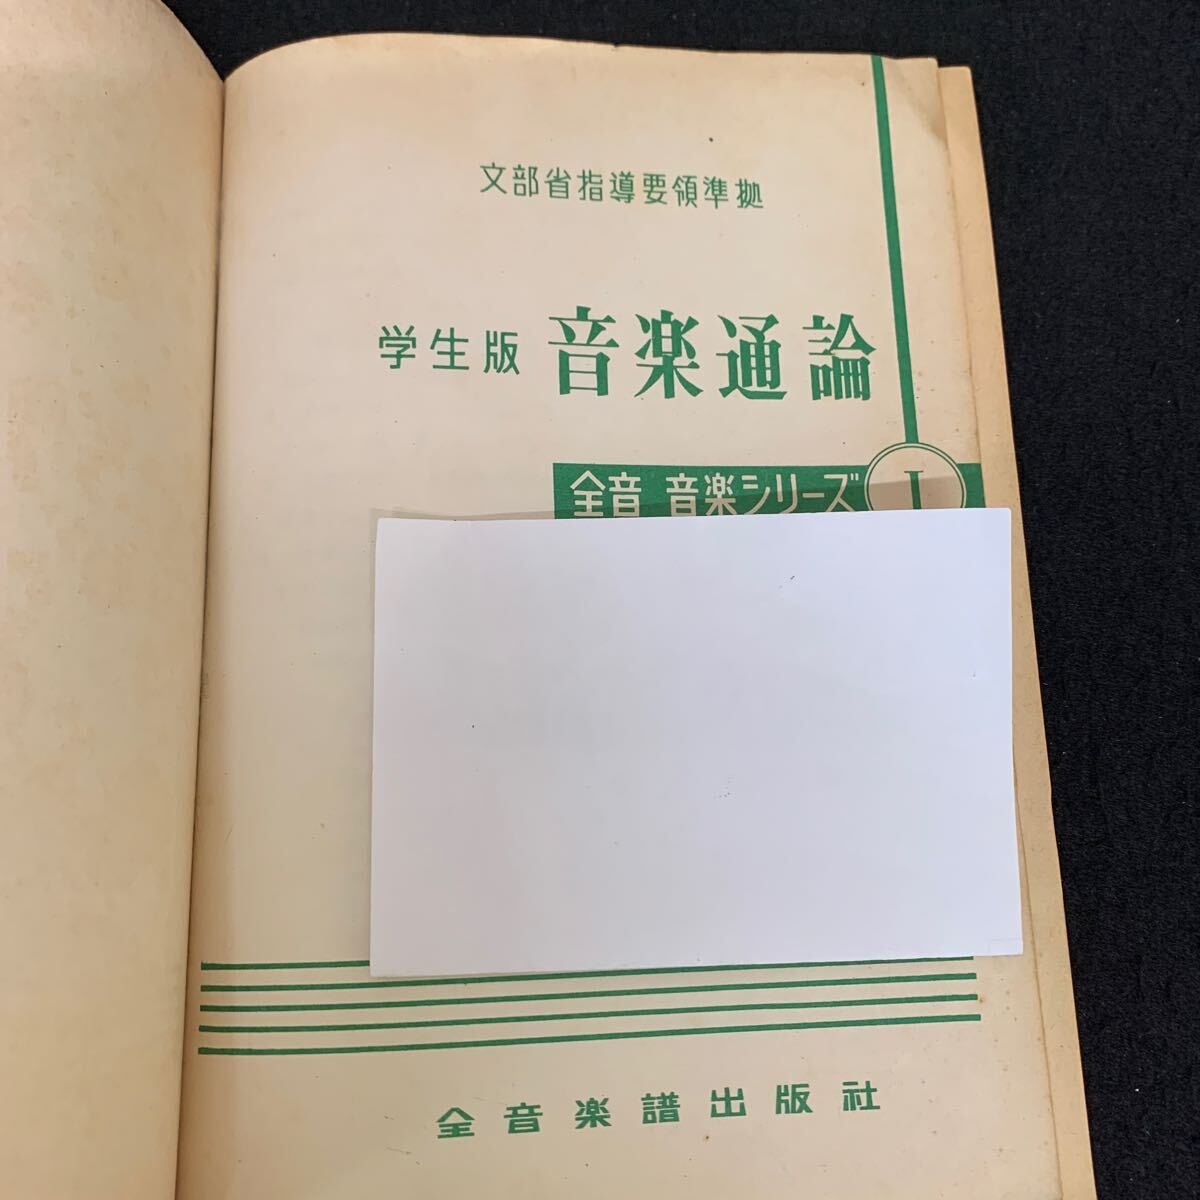 文部省指導要領準拠
学生版 音楽通論
全音 音楽シリーズ I
全音楽譜出版社